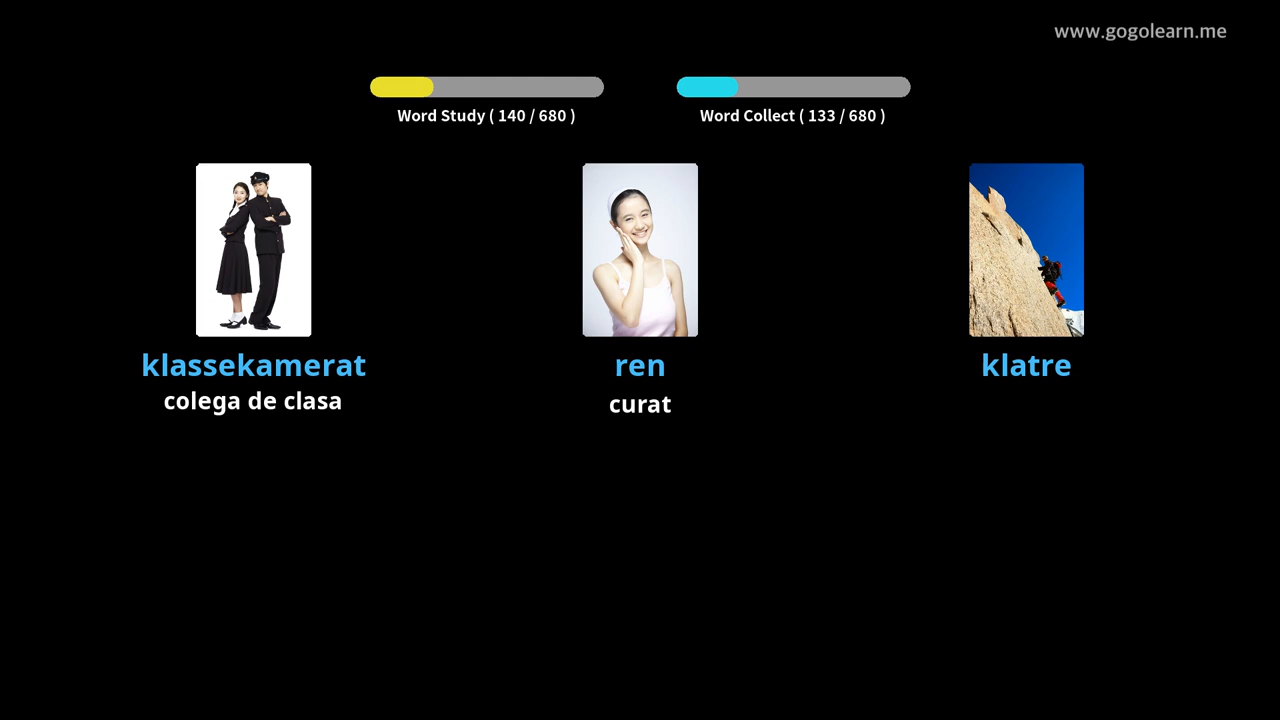 www.gogolearn.me
Word Study ( 140 / 680 )
Word Collect ( 133 / 680 )
klassekamerat
colega de clasa
ren
curat
klatre